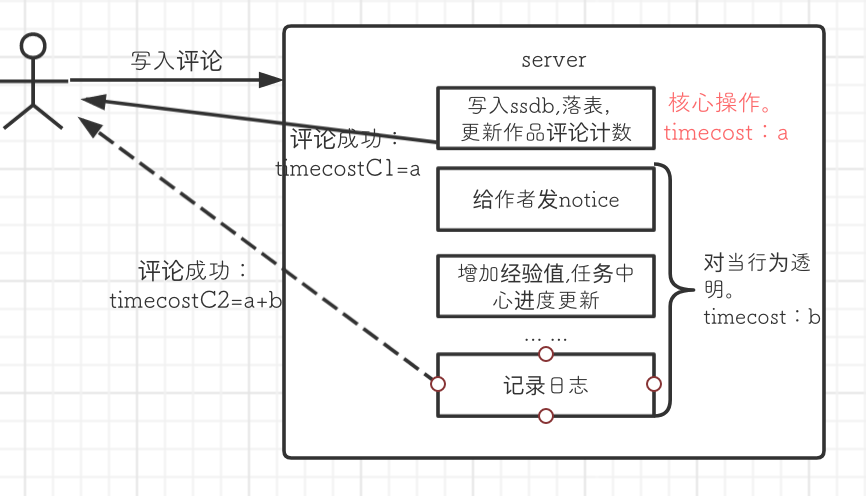 写入评论
server
写入ssdb,落表，
更新作品评论计数
核心操作。
timecost：a
评论成功：
timecostC1=a
给作者发notice
评论成功：
timecostC2=a+b
增加经验值,任务中
心进度更新
对当行为透
明。
timecost：b
... ...
记录日志